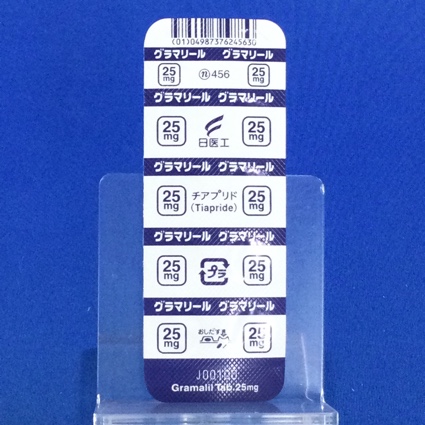 (01)04987376245630
グラマリール グラマリール
25 mg ⓝ456 25 mg
グラマリール グラマリール
25 mg 日医工 25 mg
グラマリール グラマリール
25 mg チアプリド 25 mg
(Tiapride)
グラマリール グラマリール
25 mg プラ 25 mg
グラマリール グラマリール
25 mg おしだす 25 mg
Gramalil Tab.25mg